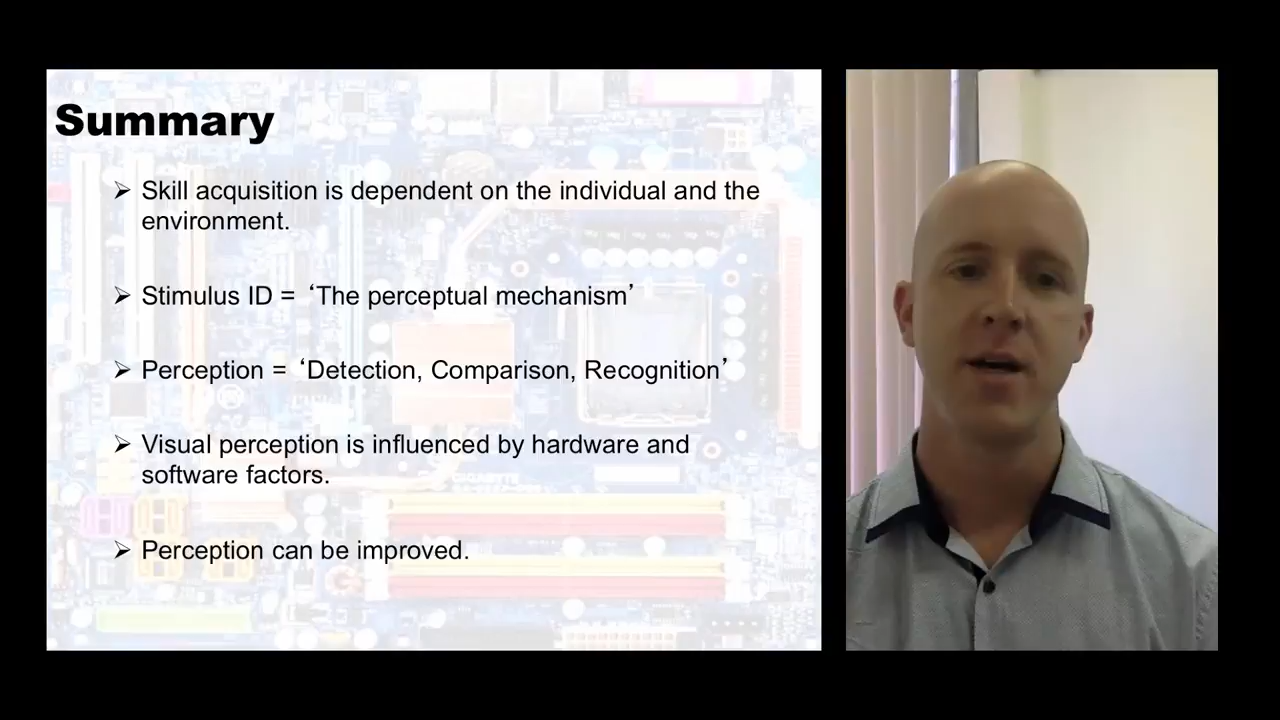 Summary
➢ Skill acquisition is dependent on the individual and the
environment.
➢ Stimulus ID = ‘The perceptual mechanism’
➢ Perception = ‘Detection, Comparison, Recognition’
➢ Visual perception is influenced by hardware and
software factors.
➢ Perception can be improved.